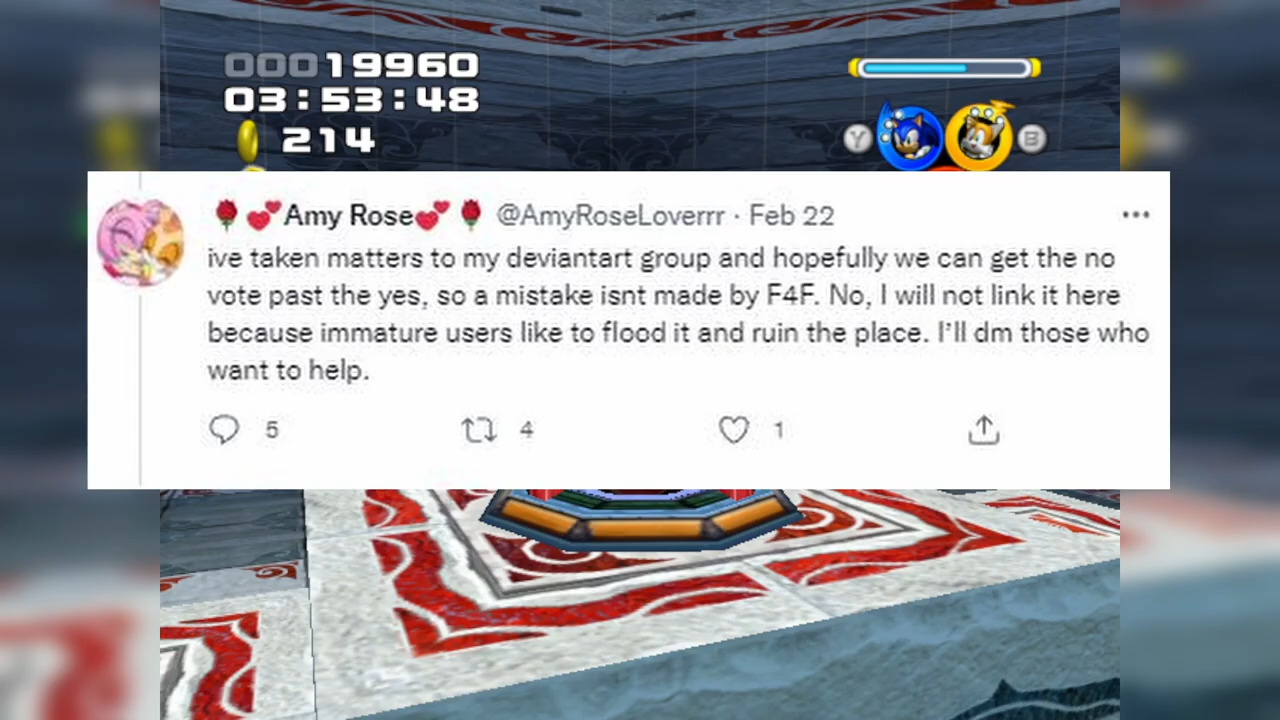 00019960
03:53:48
214
Y B
🌹💕Amy Rose💕🌹 @AmyRoseLoverrr · Feb 22
ive taken matters to my deviantart group and hopefully we can get the no
vote past the yes, so a mistake isnt made by F4F. No, I will not link it here
because immature users like to flood it and ruin the place. I’ll dm those who
want to help.
5 4 1